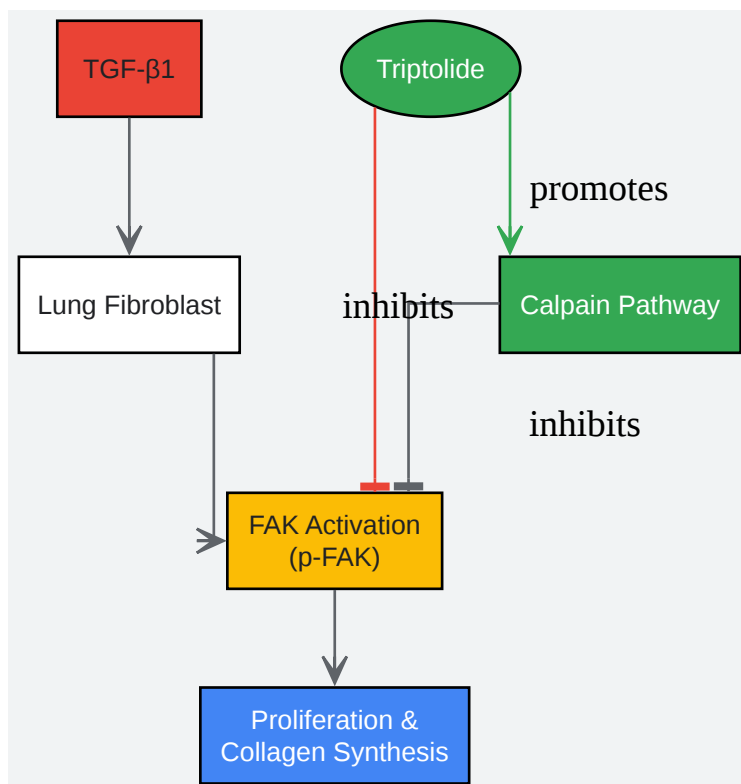 TGF-β1
Triptolide
promotes
Lung Fibroblast
inhibits
Calpain Pathway
inhibits
FAK Activation
(p-FAK)
Proliferation &
Collagen Synthesis